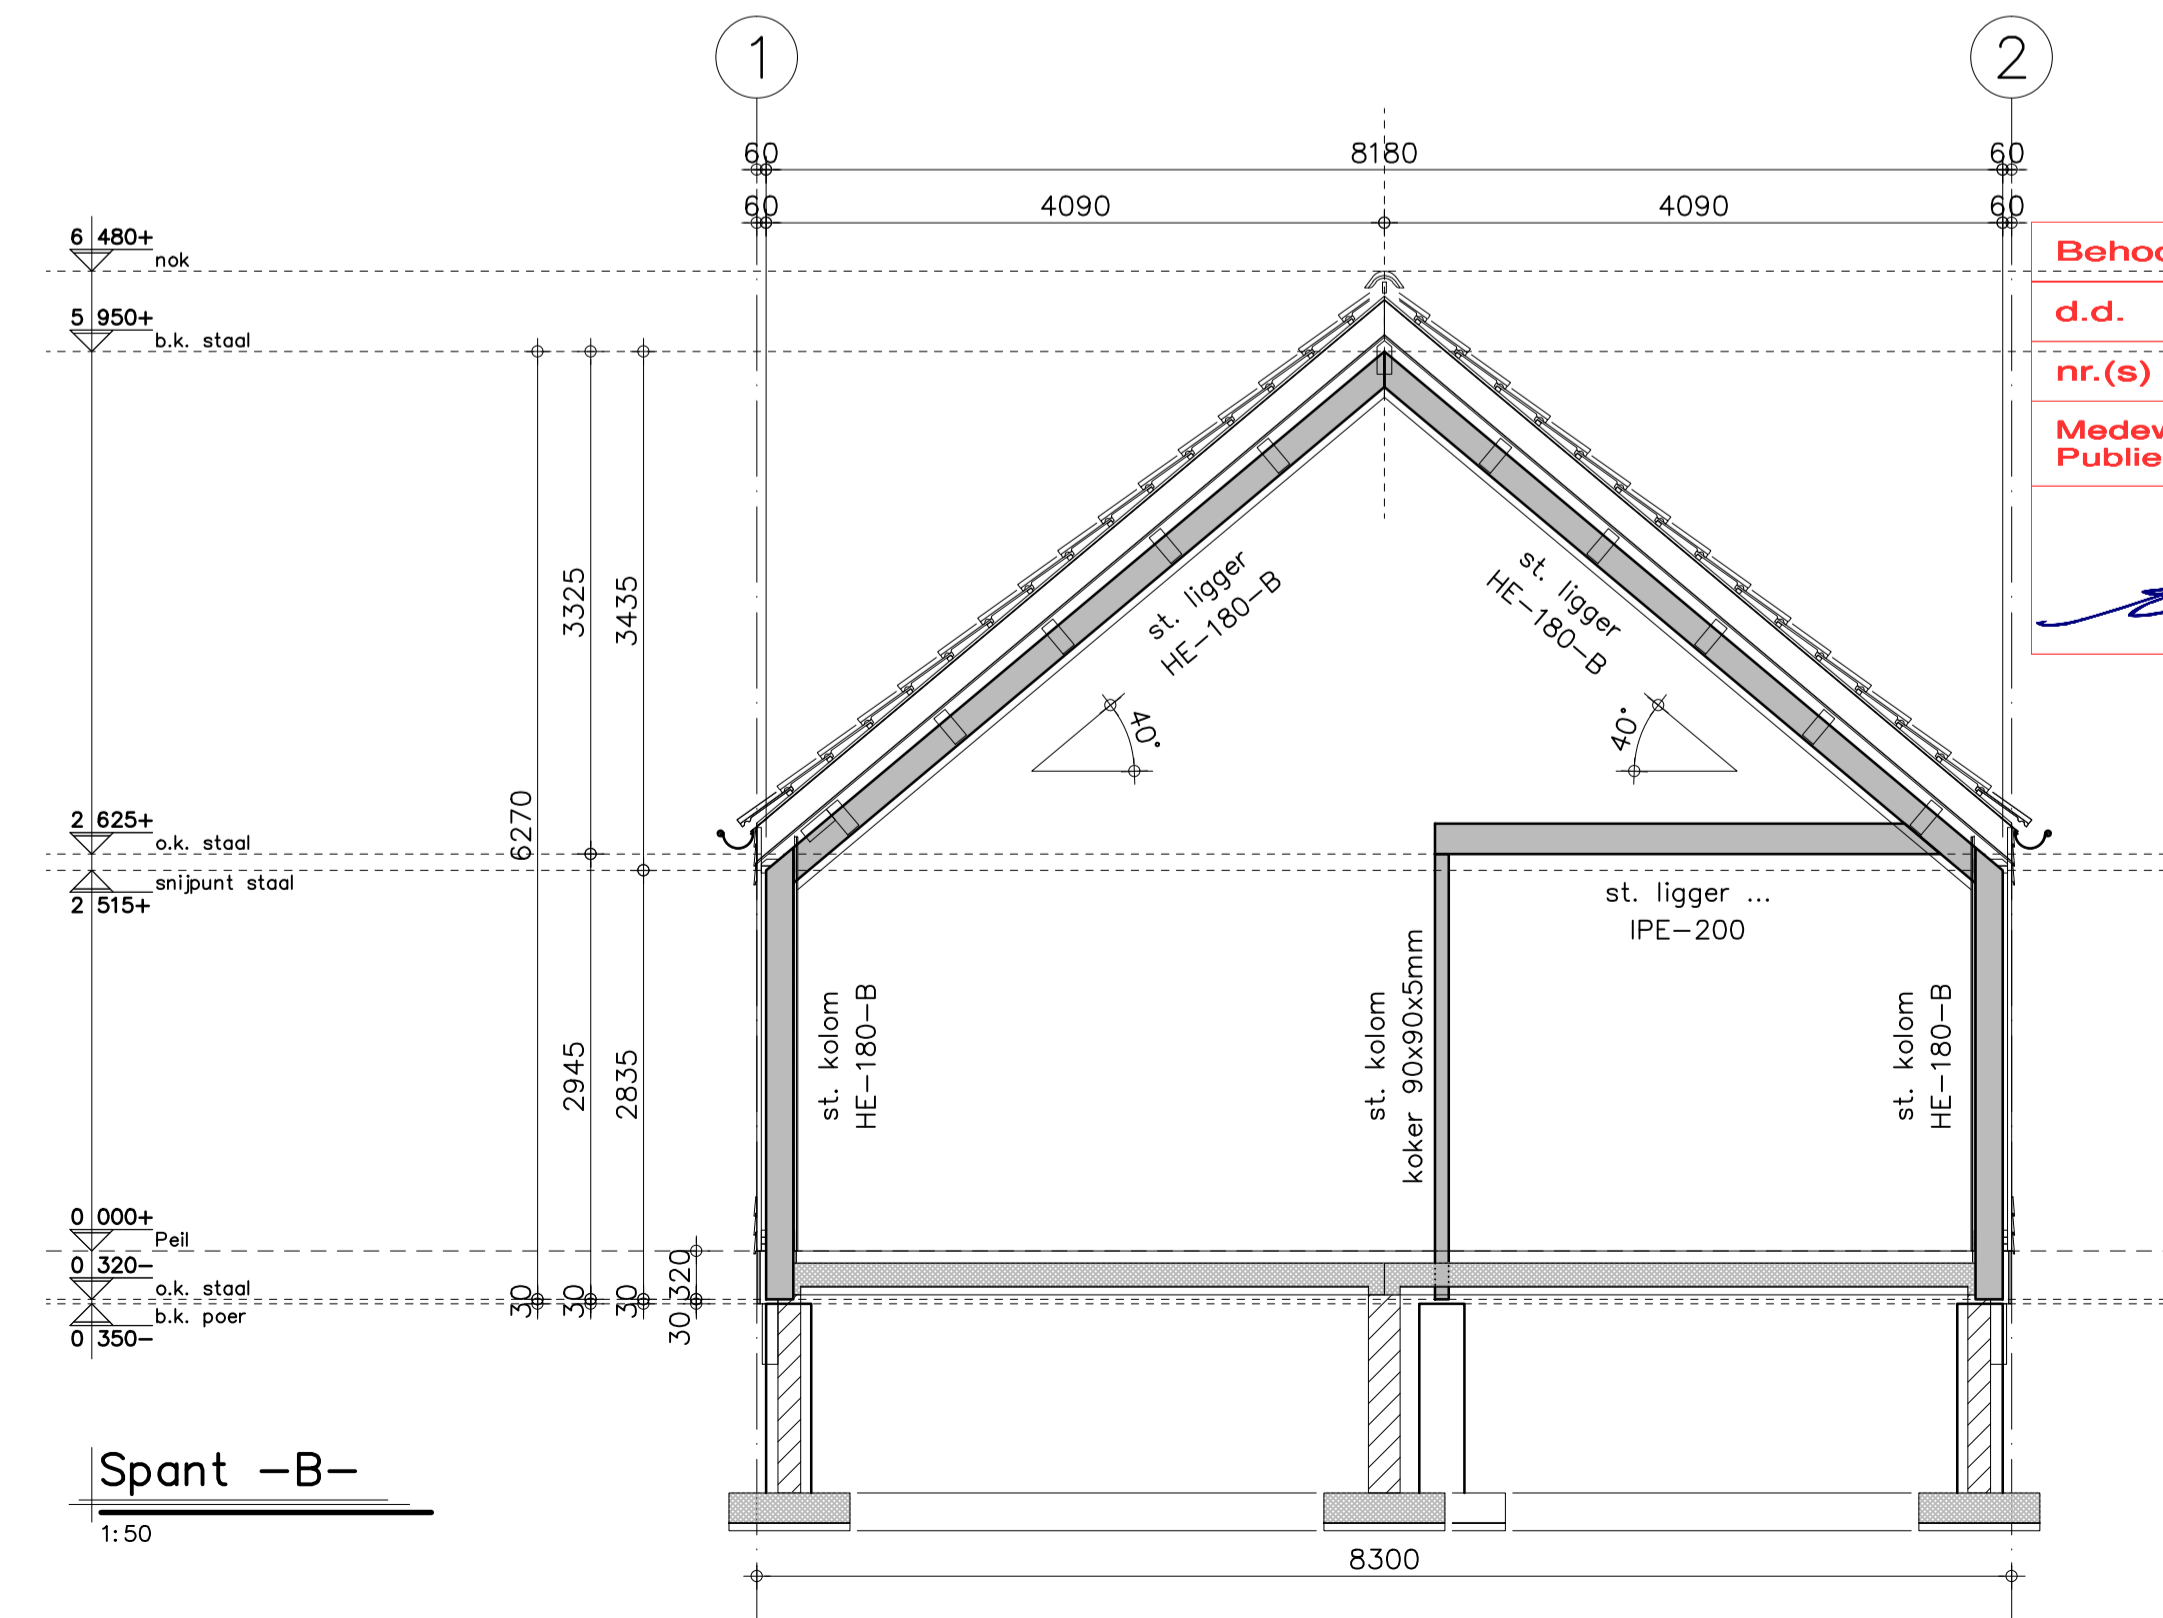 1
2
60
8180
60
60
4090
4090
60
6 480+
nok
5 950+
b.k. staal
2 625+
o.k. staal
snijpunt staal
2 515+
0 000+
Peil
0 320-
o.k. staal
b.k. poer
0 350-
6270
3325
3435
2945
2835
30
30
30
30
320
st. ligger
HE-180-B
st. ligger
HE-180-B
40°
40°
st. ligger ...
IPE-200
st. kolom
HE-180-B
st. kolom
koker 90x90x5mm
st. kolom
HE-180-B
d.d.
nr.(s)
8300
Spant -B-
1:50